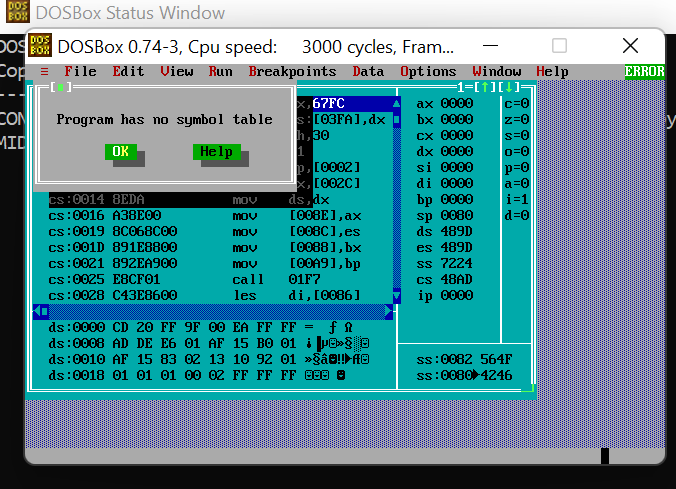 DOSBox Status Window
DOSBox 0.74-3, Cpu speed: 3000 cycles, Fram...
≡ File Edit View Run Breakpoints Data Options Window Help ERROR
[■] 1=[↑][↓]
Program has no symbol table
OK Help
x,67FC
s:[03FA],dx
h,30
1
p,[0002]
x,[002C]
cs:0014 8EDA mov ds,dx
cs:0016 A38E00 mov [008E],ax
cs:0019 8C068C00 mov [008C],es
cs:001D 891E8800 mov [0088],bx
cs:0021 892EA900 mov [00A9],bp
cs:0025 E8CF01 call 01F7
cs:0028 C43E8600 les di,[0086]
ax 0000 c=0
bx 0000 z=0
cx 0000 s=0
dx 0000 o=0
si 0000 p=0
di 0000 a=0
bp 0000 i=1
sp 0080 d=0
ds 489D
es 489D
ss 7224
cs 48AD
ip 0000
ds:0000 CD 20 FF 9F 00 EA FF FF
ds:0008 AD DE E6 01 AF 15 B0 01
ds:0010 AF 15 83 02 13 10 92 01
ds:0018 01 01 01 00 02 FF FF FF
ss:0082 564F
ss:0080►4246
DOS
Cop
---
CON
MID
y